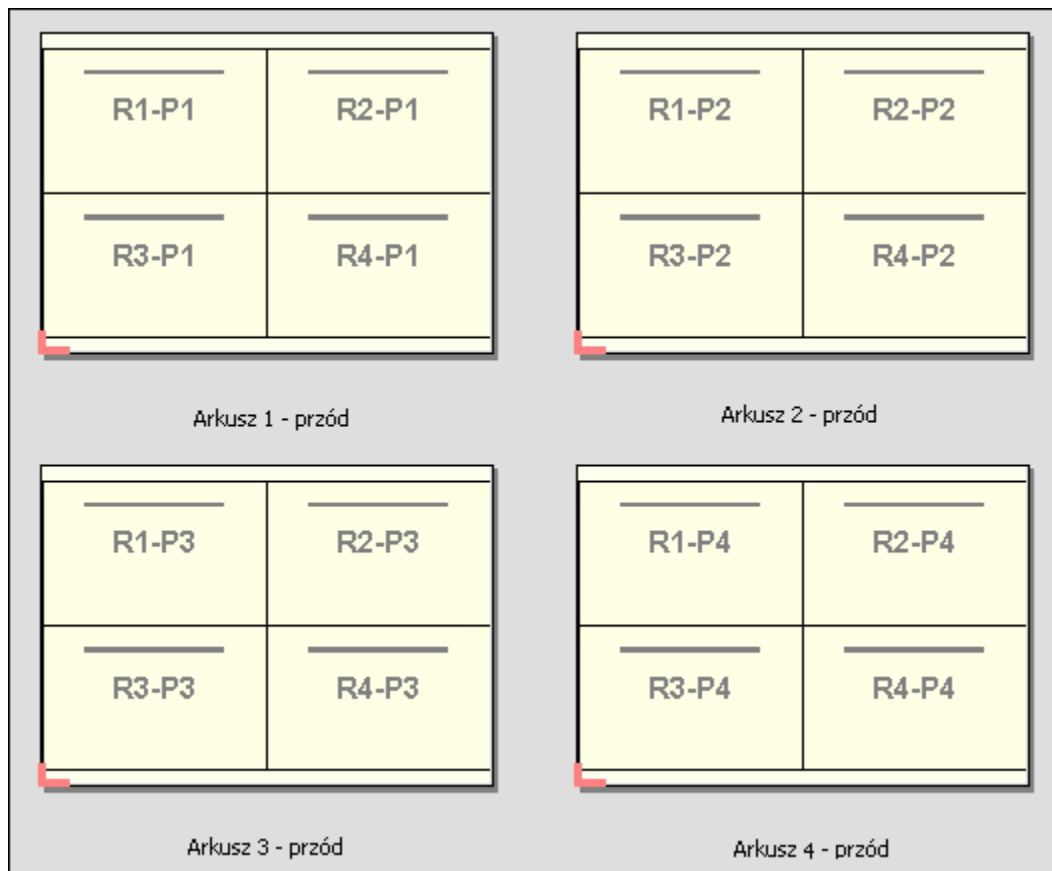 R1-P1 R2-P1
R3-P1 R4-P1
Arkusz 1 - przód
R1-P2 R2-P2
R3-P2 R4-P2
Arkusz 2 - przód
R1-P3 R2-P3
R3-P3 R4-P3
Arkusz 3 - przód
R1-P4 R2-P4
R3-P4 R4-P4
Arkusz 4 - przód